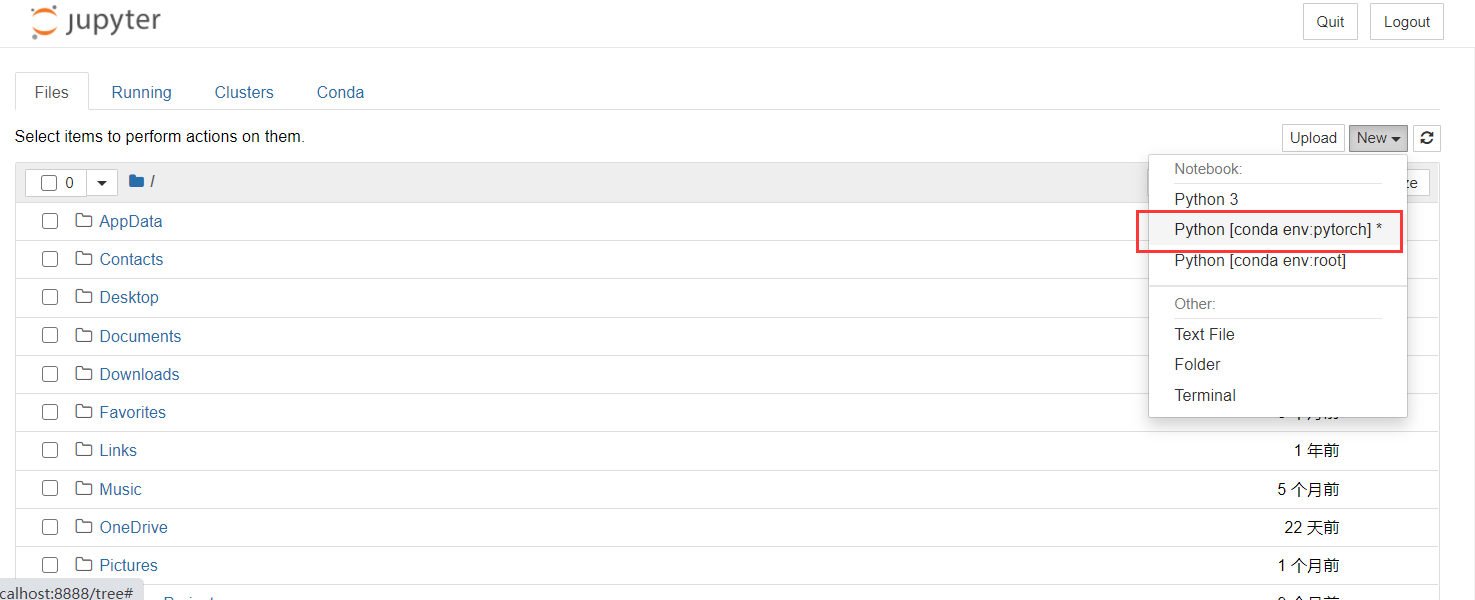 jupyter
Quit
Logout
Files
Running
Clusters
Conda
Select items to perform actions on them.
Upload
New
0
/
Notebook:
Python 3
Python [conda env:pytorch] *
Python [conda env:root]
Other:
Text File
Folder
Terminal
AppData
Contacts
Desktop
Documents
Downloads
Favorites
Links
1 年前
Music
5 个月前
OneDrive
22 天前
Pictures
1 个月前
calhost:8888/tree#